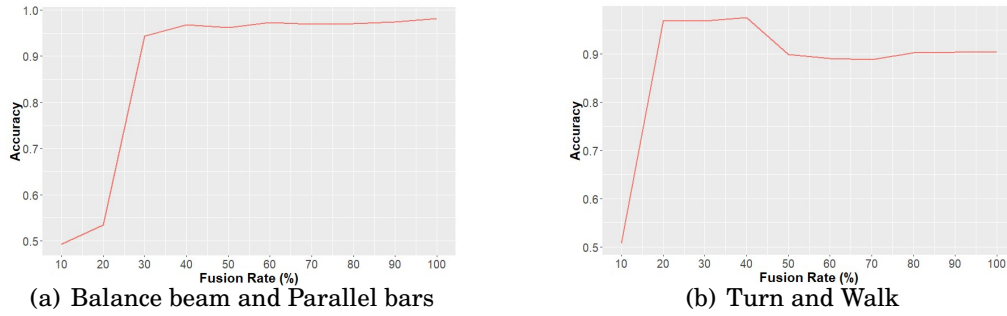 1.0
0.9
0.8
0.7
0.6
0.5
Accuracy
10 20 30 40 50 60 70 80 90 100
Fusion Rate (%)
(a) Balance beam and Parallel bars
0.9
0.8
0.7
0.6
0.5
Accuracy
10 20 30 40 50 60 70 80 90 100
Fusion Rate (%)
(b) Turn and Walk